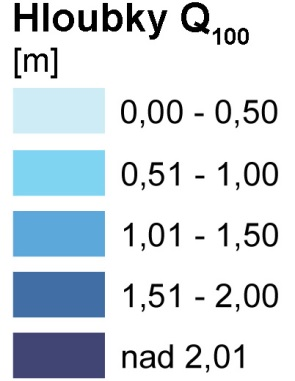 Hloubky Q100
[m]
0,00 - 0,50
0,51 - 1,00
1,01 - 1,50
1,51 - 2,00
nad 2,01